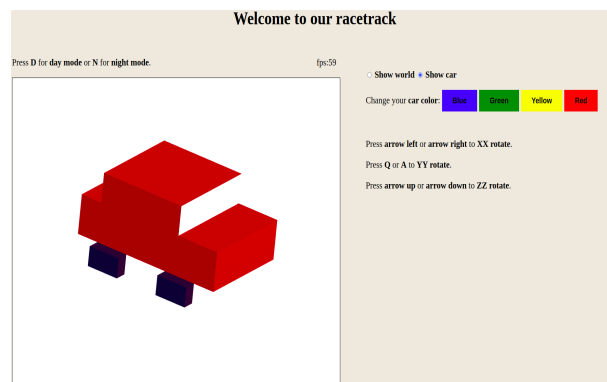 Welcome to our racetrack
Press D for day mode or N for night mode.
fps:59
Show world Show car
Change your car color: Blue Green Yellow Red
Press arrow left or arrow right to XX rotate.
Press Q or A to YY rotate.
Press arrow up or arrow down to ZZ rotate.